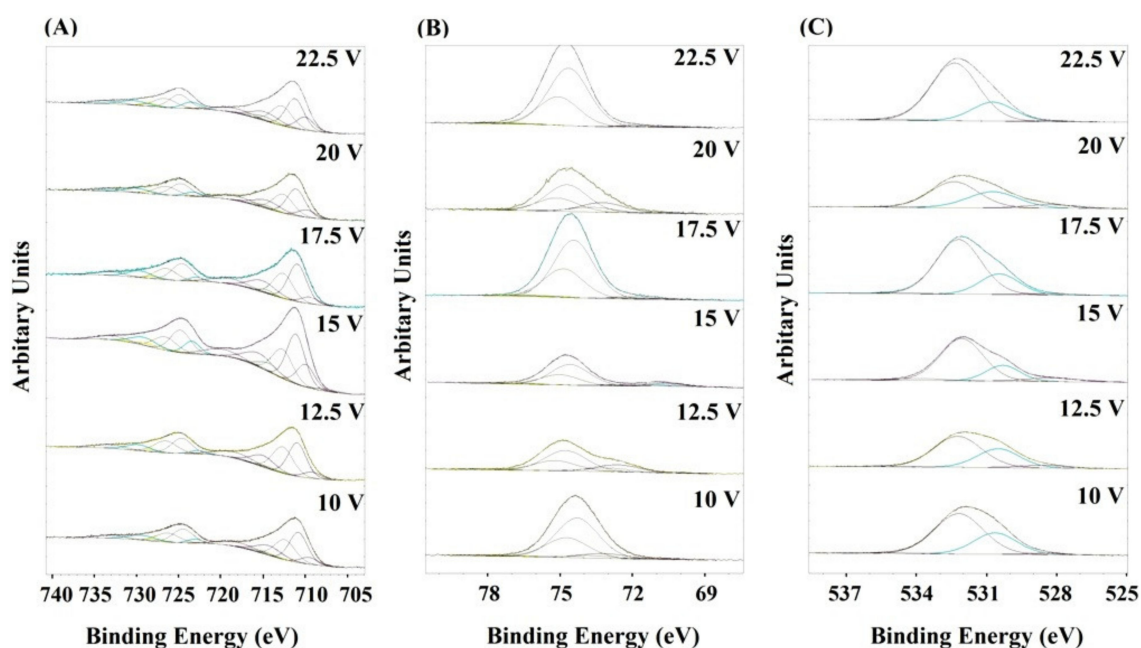 (A)
22.5 V
20 V
17.5 V
15 V
12.5 V
10 V
Arbitary Units
740 735 730 725 720 715 710 705
Binding Energy (eV)
(B)
22.5 V
20 V
17.5 V
15 V
12.5 V
10 V
Arbitary Units
78 75 72 69
Binding Energy (eV)
(C)
22.5 V
20 V
17.5 V
15 V
12.5 V
10 V
Arbitary Units
537 534 531 528 525
Binding Energy (eV)